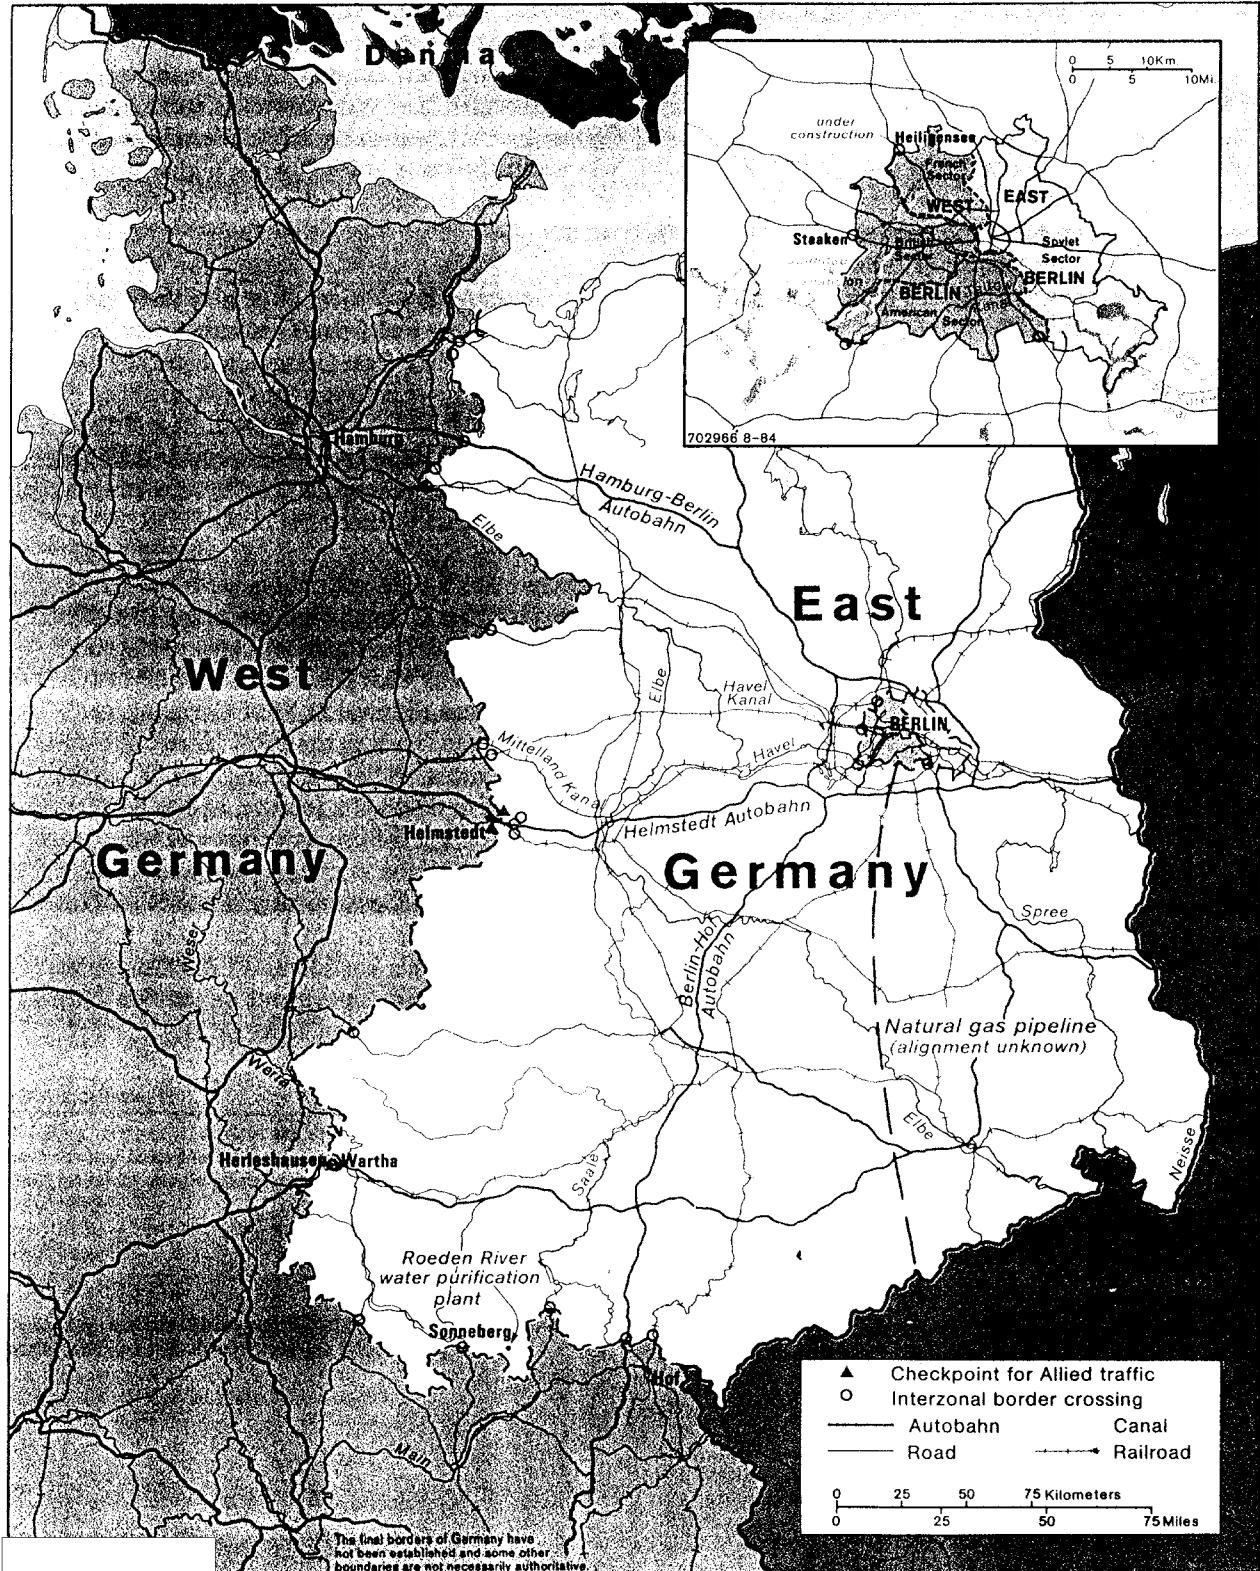 Denma
0 5 10Km.
0 5 10Mi.
under
construction
Heiligensee
French
Sector
WEST
EAST
Staaken
British
Sector
Soviet
Sector
BERLIN
BERLIN
American
Sector
702966 8-84
Hamburg
Hamburg-Berlin
Autobahn
Elbe
East
West
Elbe
Havel
Kanal
BERLIN
Mittelland Kanal
Havel
Helmstedt
Helmstedt Autobahn
Germany
Germany
Spree
Weser
Berlin-Hof
Autobahn
Natural gas pipeline
(alignment unknown)
Werra
Elbe
Neisse
Herleshausen
Wartha
Saale
Roeden River
water purification
plant
Sonneberg
Hof
Main
Checkpoint for Allied traffic
Interzonal border crossing
Autobahn
Canal
Road
Railroad
0 25 50 75 Kilometers
0 25 50 75 Miles
The final borders of Germany have
not been established and some other
boundaries are not necessarily authoritative.